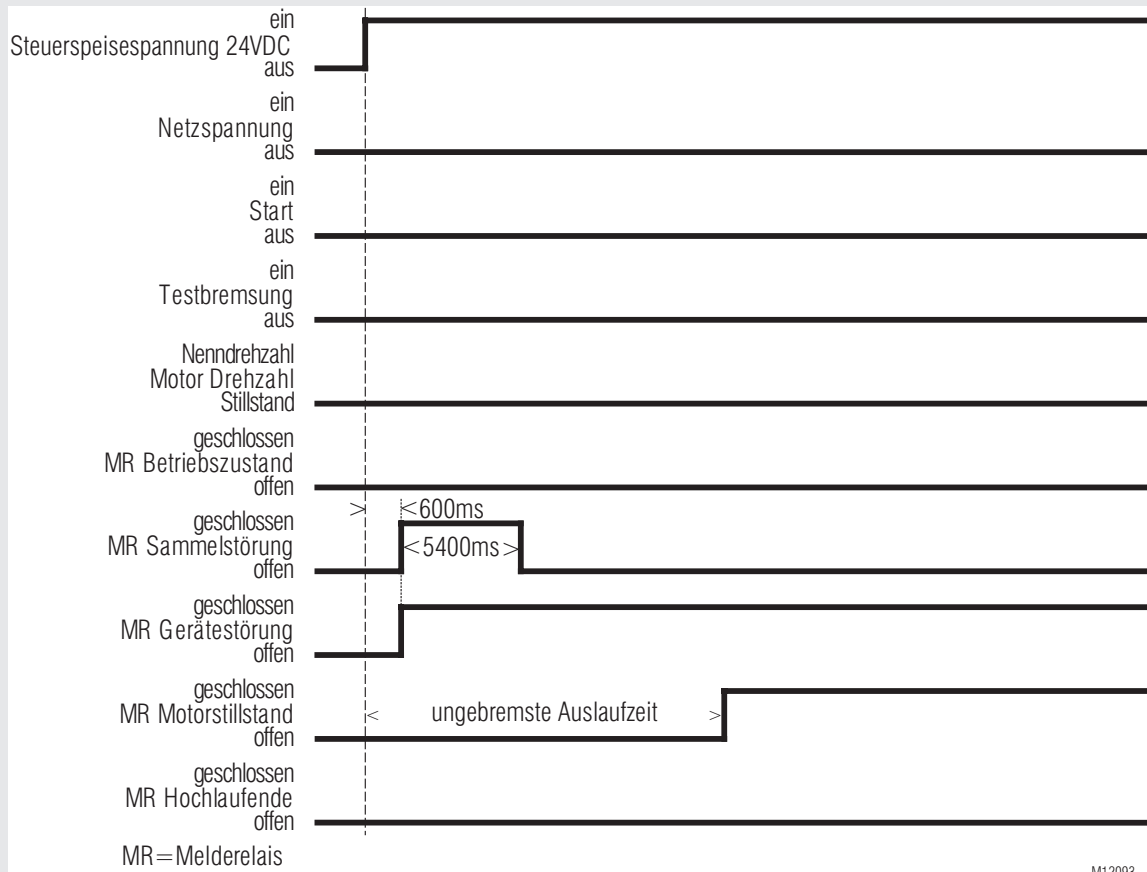 ein
Steuerspeisespannung 24VDC
aus
ein
Netzspannung
aus
ein
Start
aus
ein
Testbremsung
aus
Nenndrehzahl
Motor Drehzahl
Stillstand
geschlossen
MR Betriebszustand
offen
> <600ms
geschlossen
MR Sammelstörung
<5400ms>
offen
geschlossen
MR Gerätestörung
offen
geschlossen
MR Motorstillstand
< ungebremste Auslaufzeit >
offen
geschlossen
MR Hochlaufende
offen
MR=Melderelais
M12093